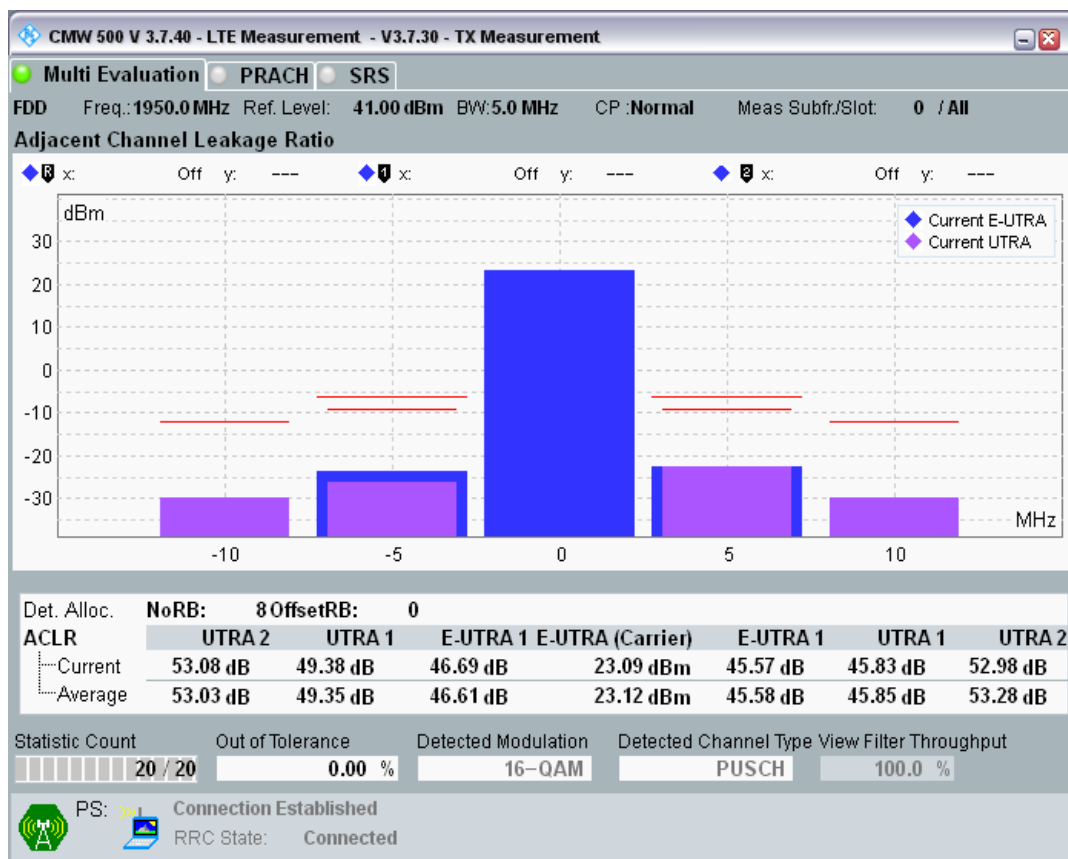 CMW 500 V 3.7.40 - LTE Measurement - V3.7.30 - TX Measurement
Multi Evaluation PRACH SRS
FDD Freq.: 1950.0 MHz Ref. Level: 41.00 dBm BW: 5.0 MHz CP : Normal Meas Subfr./Slot: 0 / All
Adjacent Channel Leakage Ratio
R x: Off y: --- 1 x: Off y: --- 2 x: Off y: ---
dBm
Current E-UTRA
Current UTRA
30
20
10
0
-10
-20
-30
MHz
-10 -5 0 5 10
Det. Alloc. NoRB: 8 OffsetRB: 0
ACLR UTRA 2 UTRA 1 E-UTRA 1 E-UTRA (Carrier) E-UTRA 1 UTRA 1 UTRA 2
Current 53.08 dB 49.38 dB 46.69 dB 23.09 dBm 45.57 dB 45.83 dB 52.98 dB
Average 53.03 dB 49.35 dB 46.61 dB 23.12 dBm 45.58 dB 45.85 dB 53.28 dB
Statistic Count Out of Tolerance Detected Modulation Detected Channel Type View Filter Throughput
20 / 20 0.00 % 16-QAM PUSCH 100.0 %
PS: Connection Established
RRC State: Connected